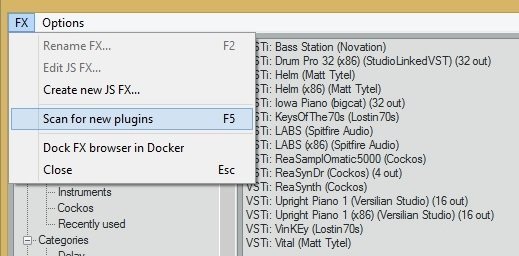 FX Options
Rename FX... F2
Edit JS FX...
Create new JS FX...
Scan for new plugins F5
Dock FX browser in Docker
Close Esc
Instruments
Cockos
Recently used
Categories
Delay
VSTi: Bass Station (Novation)
VSTi: Drum Pro 32 (x86) (StudioLinkedVST) (32 out)
VSTi: Helm (Matt Tytel)
VSTi: Helm (x86) (Matt Tytel)
VSTi: Iowa Piano (bigcat) (32 out)
VSTi: KeysOfThe70s (Lostin70s)
VSTi: LABS (Spitfire Audio)
VSTi: LABS (x86) (Spitfire Audio)
VSTi: ReaSamplOmatic5000 (Cockos)
VSTi: ReaSynDr (Cockos) (4 out)
VSTi: ReaSynth (Cockos)
VSTi: Upright Piano 1 (Versilian Studio) (16 out)
VSTi: Upright Piano 1 (x86) (Versilian Studio) (16 out)
VSTi: VinKEy (Lostin70s)
VSTi: Vital (Matt Tytel)